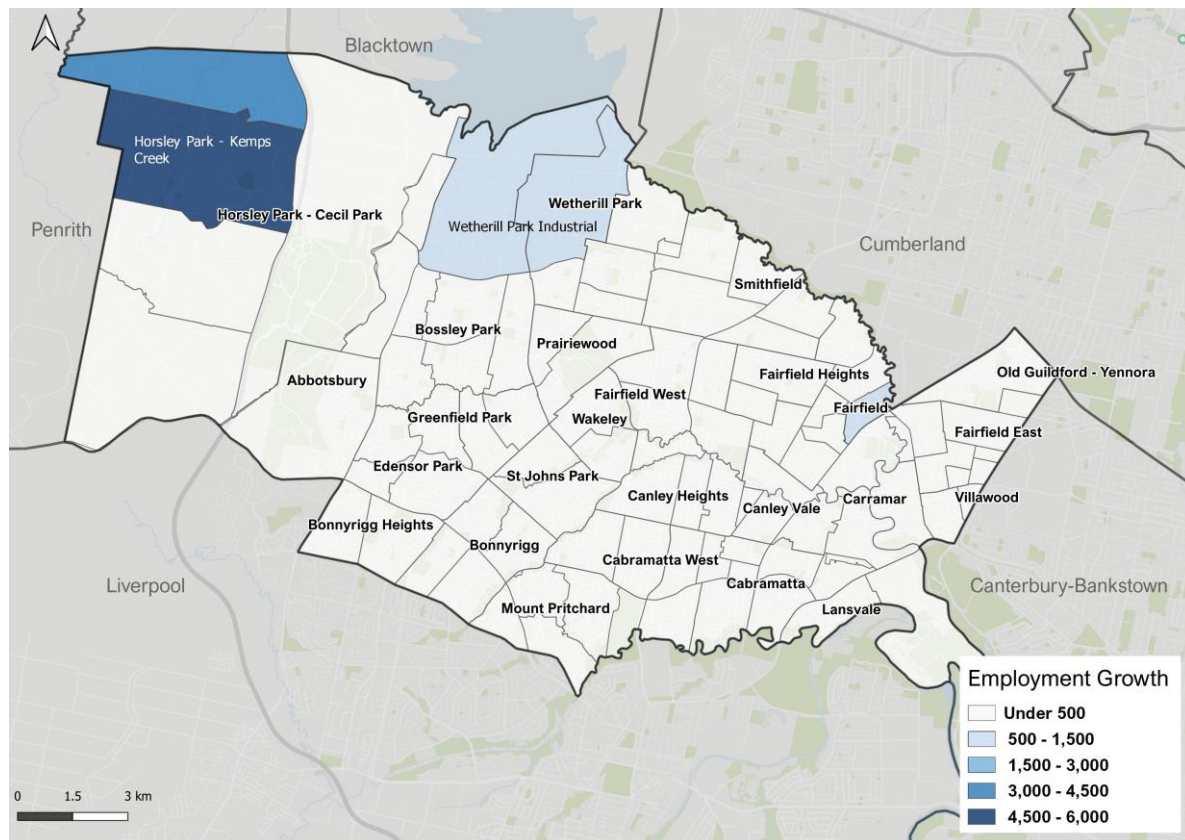 Blacktown
Horsley Park - Kemps
Creek
Penrith
Horsley Park - Cecil Park
Wetherill Park
Wetherill Park Industrial
Cumberland
Smithfield
Bossley Park
Prairiewood
Abbotsbury
Fairfield Heights
Old Guildford - Yennora
Fairfield West
Fairfield
Greenfield Park
Wakeley
Fairfield East
Edensor Park
St Johns Park
Canley Heights
Carramar
Villawood
Canley Vale
Bonnyrigg Heights
Bonnyrigg
Cabramatta West
Liverpool
Cabramatta
Canterbury-Bankstown
Mount Pritchard
Lansvale
Employment Growth
Under 500
500 - 1,500
1,500 - 3,000
3,000 - 4,500
4,500 - 6,000
0 1.5 3 km